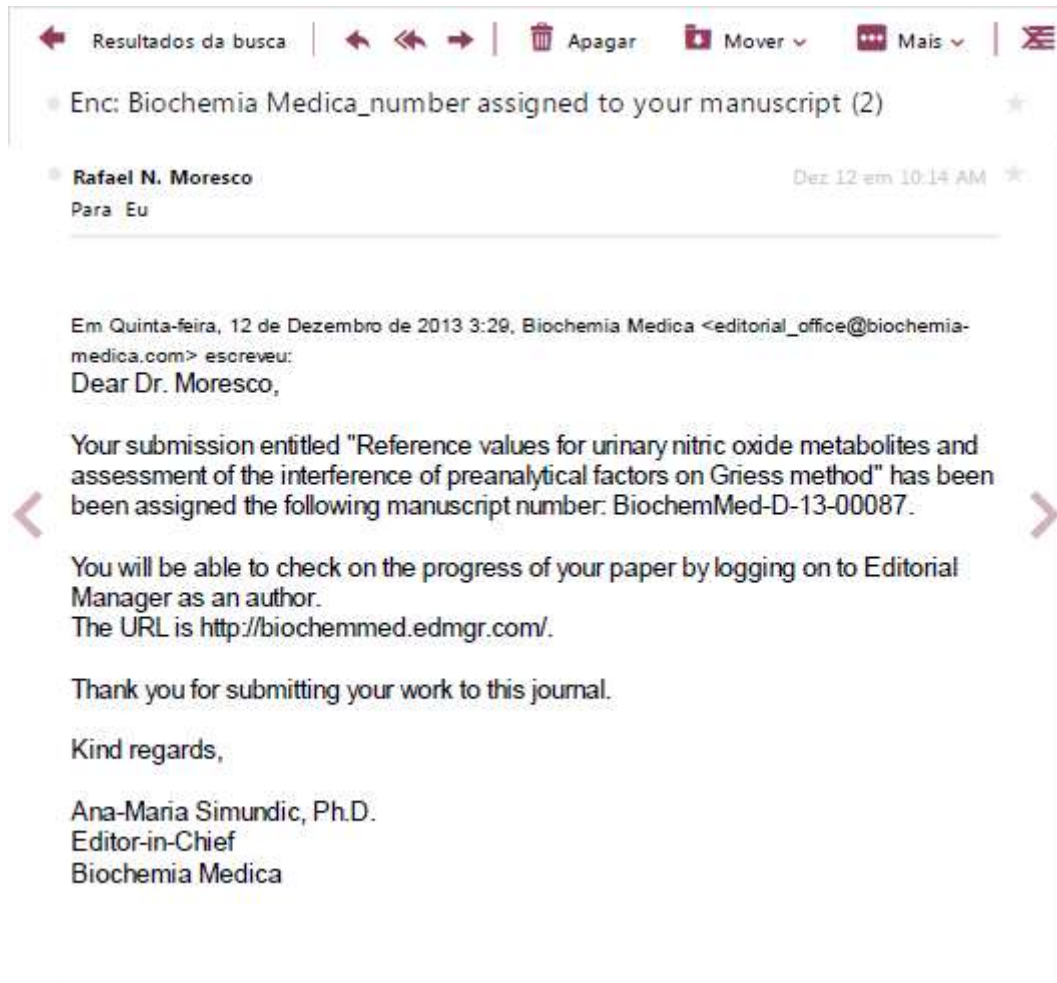 Resultados da busca Apagar Mover Mais
Enc: Biochemia Medica_number assigned to your manuscript (2)
Rafael N. Moresco Dez 12 em 10:14 AM
Para Eu
Em Quinta-feira, 12 de Dezembro de 2013 3:29, Biochemia Medica <editorial_office@biochemia-
medica.com> escreveu:
Dear Dr. Moresco,
Your submission entitled "Reference values for urinary nitric oxide metabolites and
assessment of the interference of preanalytical factors on Griess method" has been
been assigned the following manuscript number: BiochemMed-D-13-00087.
You will be able to check on the progress of your paper by logging on to Editorial
Manager as an author.
The URL is http://biochemmed.edmgr.com/.
Thank you for submitting your work to this journal.
Kind regards,
Ana-Maria Simundic, Ph.D.
Editor-in-Chief
Biochemia Medica